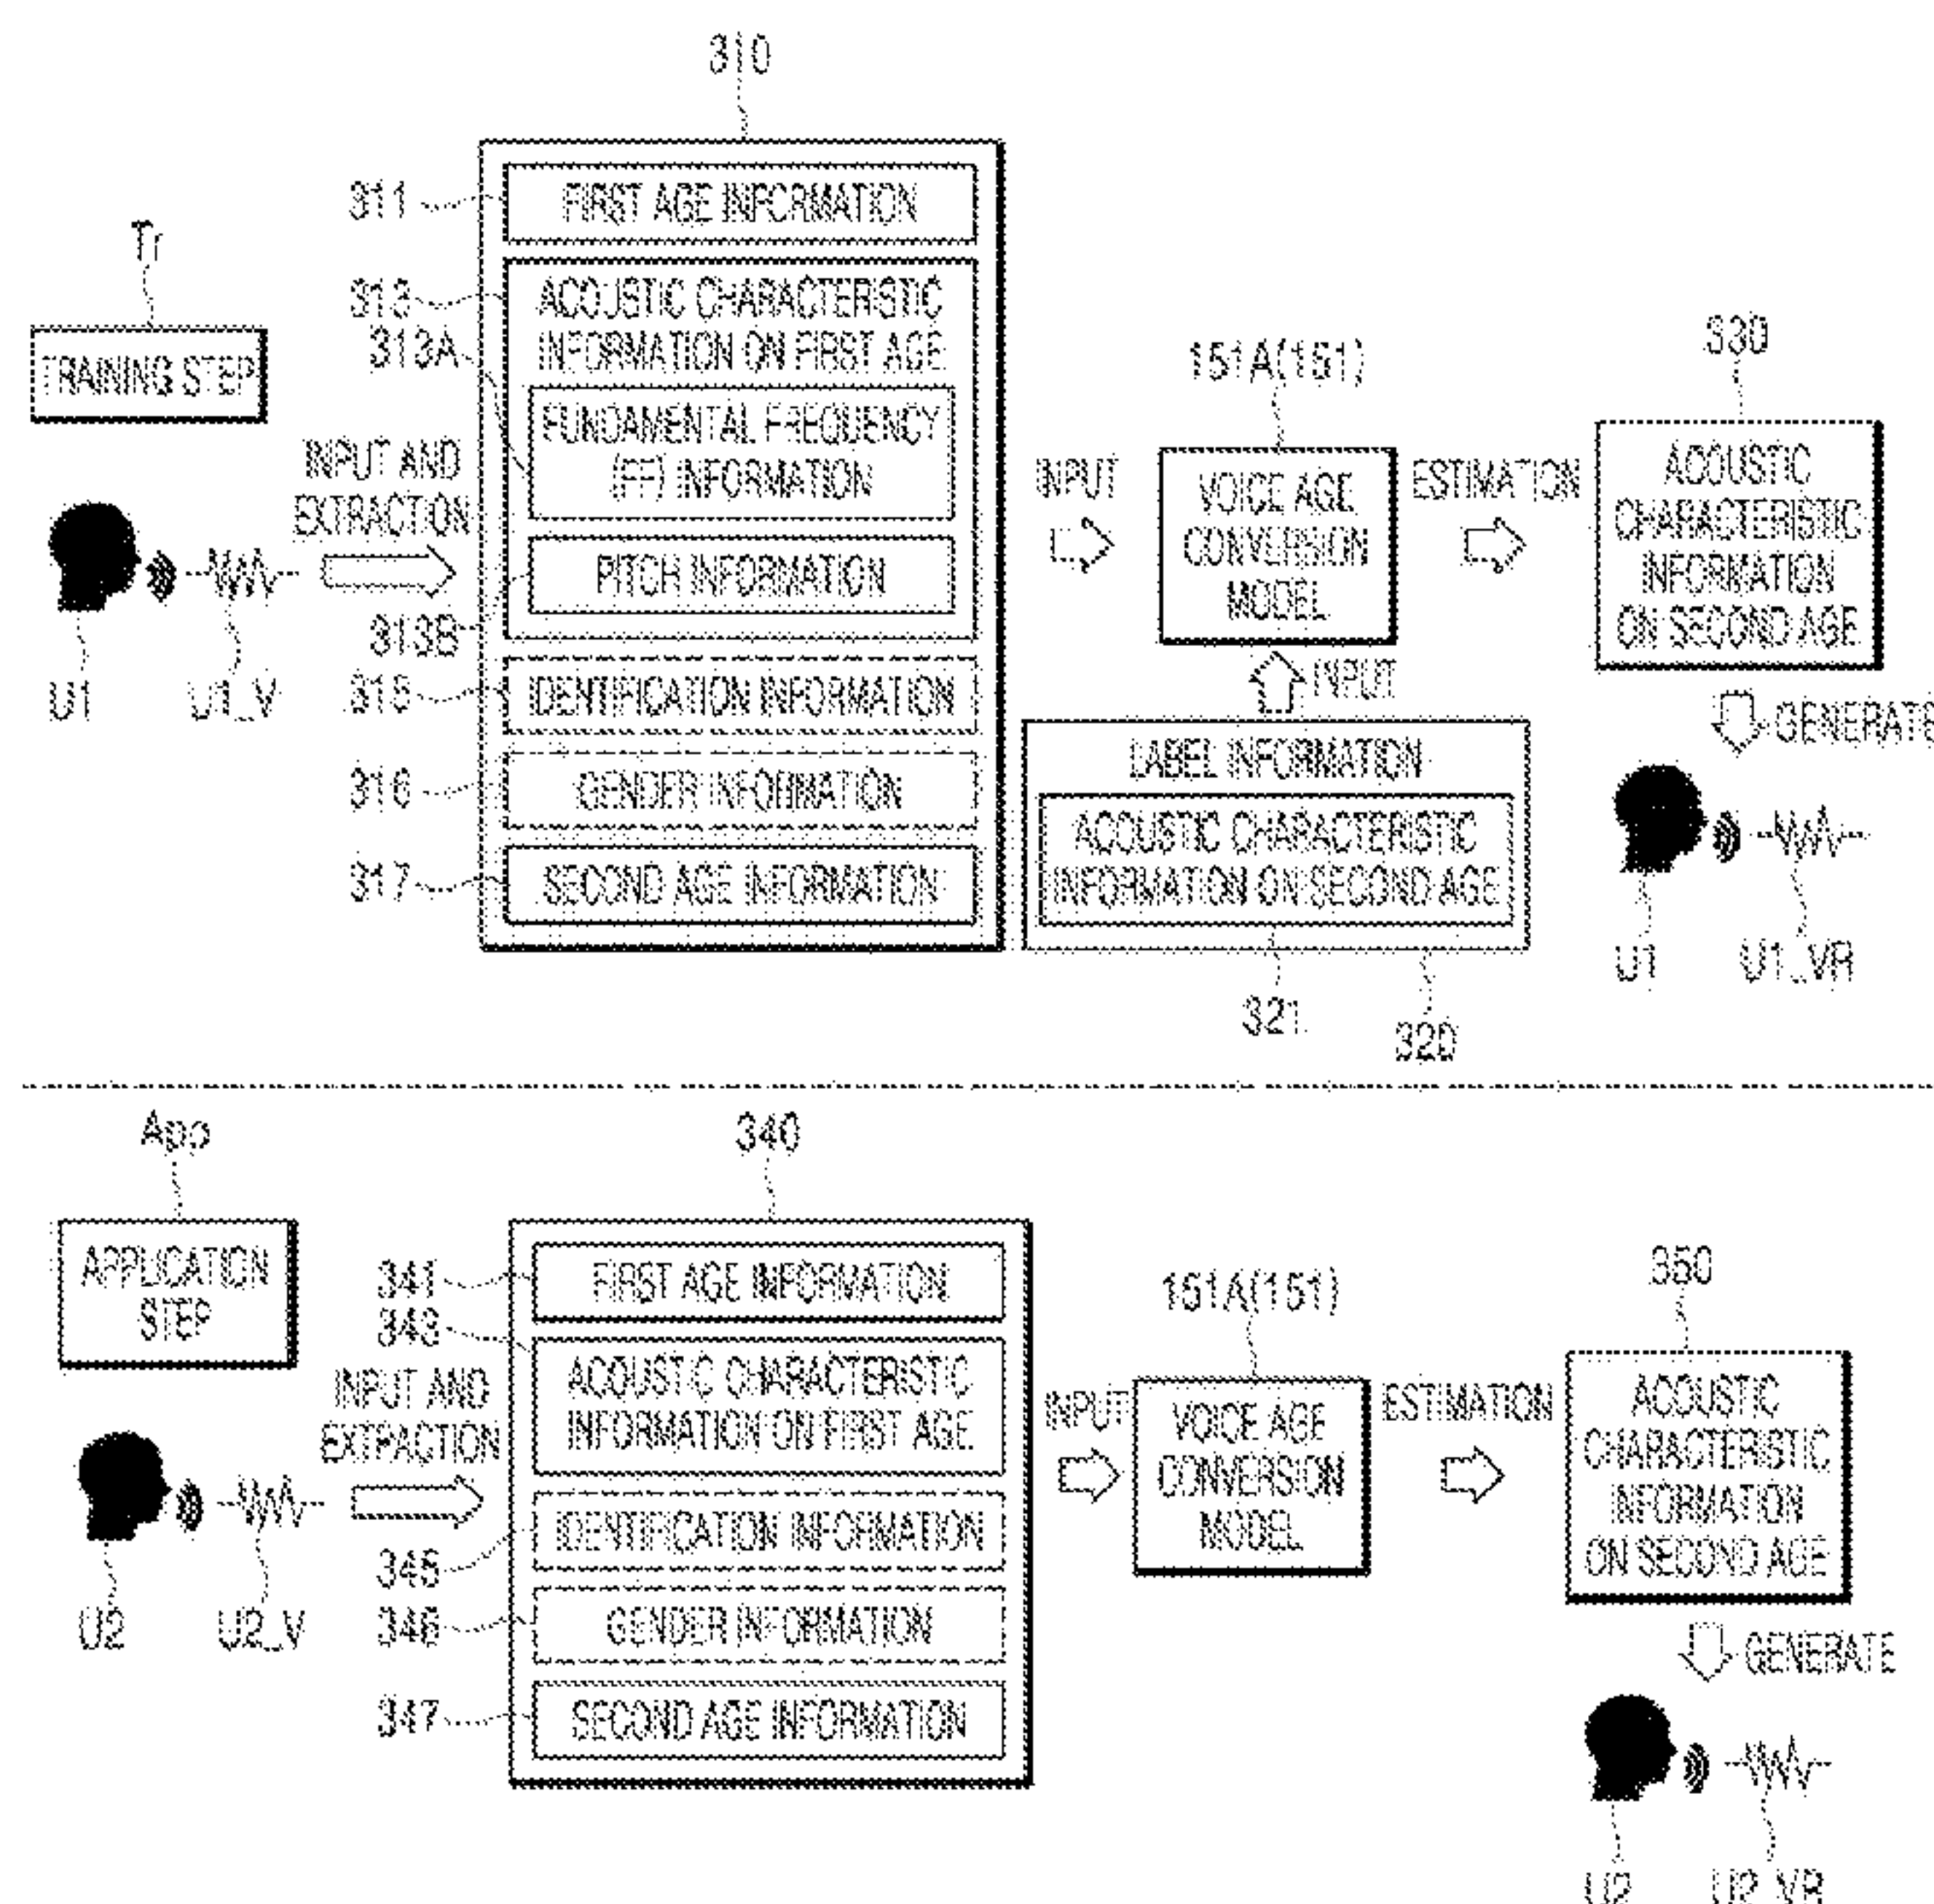 310
311
FIRST AGE INFORMATION
Tr
TRAINING STEP
313
ACOUSTIC CHARACTERISTIC
INFORMATION ON FIRST AGE
313A
FUNDAMENTAL FREQUENCY
(FF) INFORMATION
INPUT AND
EXTRACTION
PITCH INFORMATION
313B
U1
U1_V
315
IDENTIFICATION INFORMATION
316
GENDER INFORMATION
317
SECOND AGE INFORMATION
INPUT
151A(151)
VOICE AGE
CONVERSION
MODEL
INPUT
LABEL INFORMATION
ACOUSTIC CHARACTERISTIC
INFORMATION ON SECOND AGE
321
320
ESTIMATION
330
ACOUSTIC
CHARACTERISTIC
INFORMATION
ON SECOND AGE
GENERATE
U1
U1_VR
App
APPLICATION
STEP
INPUT AND
EXTRACTION
U2
U2_V
340
341
FIRST AGE INFORMATION
343
ACOUSTIC CHARACTERISTIC
INFORMATION ON FIRST AGE
345
IDENTIFICATION INFORMATION
346
GENDER INFORMATION
347
SECOND AGE INFORMATION
INPUT
151A(151)
VOICE AGE
CONVERSION
MODEL
ESTIMATION
350
ACOUSTIC
CHARACTERISTIC
INFORMATION
ON SECOND AGE
GENERATE
U2
U2_VR